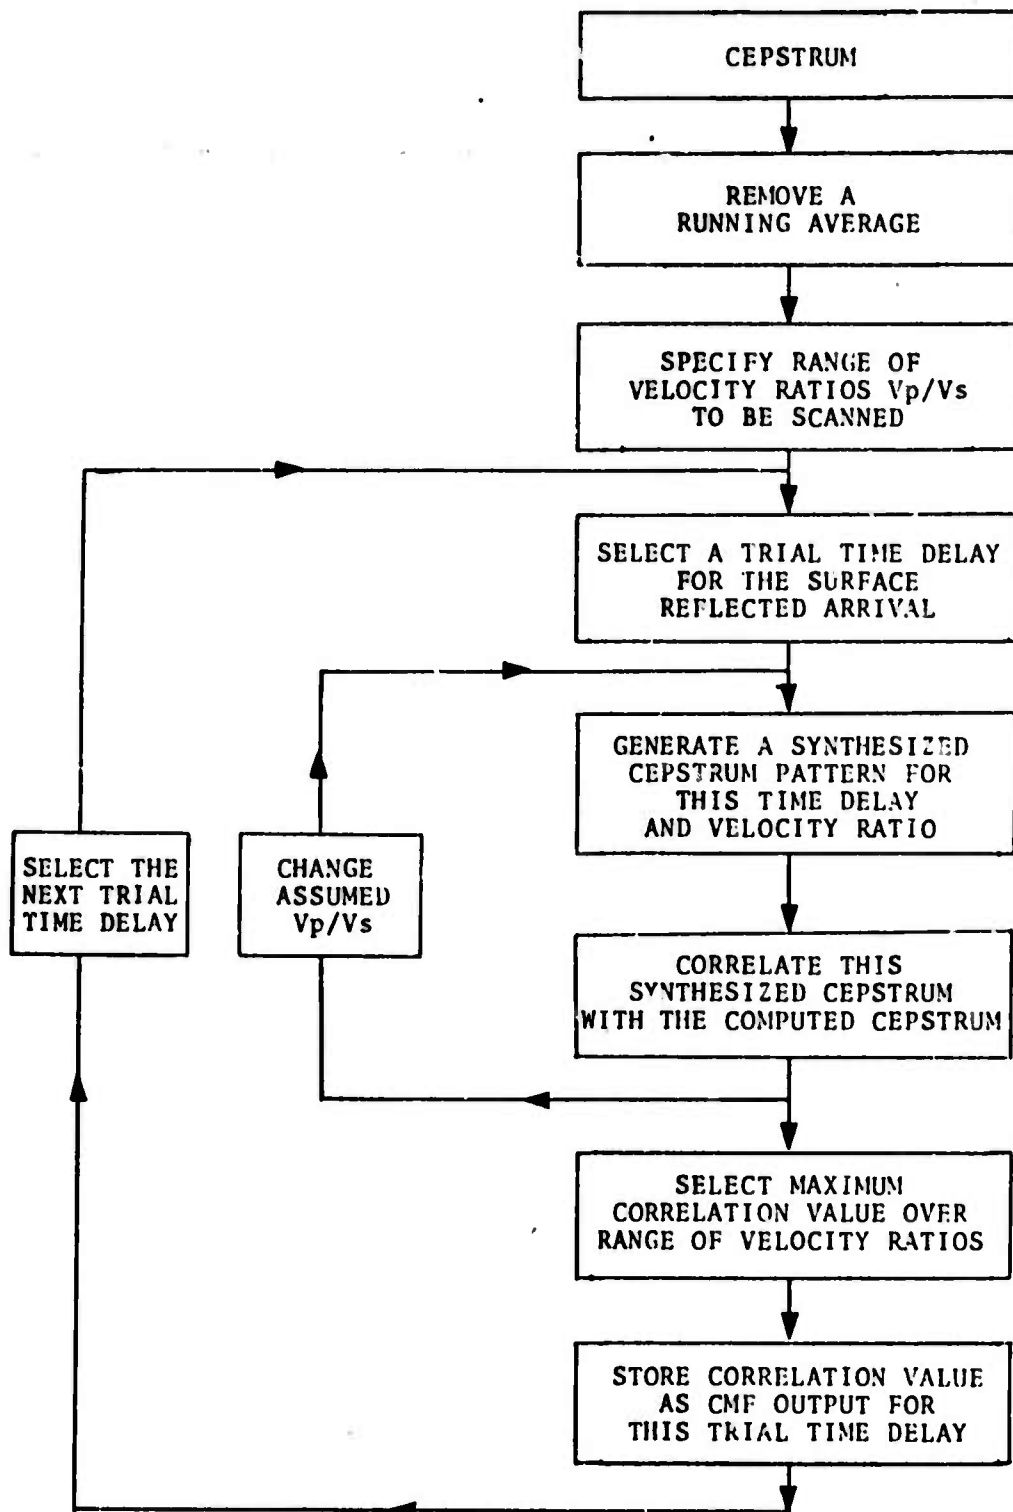 CEPSTRUM
REMOVE A
RUNNING AVERAGE
SPECIFY RANGE OF
VELOCITY RATIOS Vp/Vs
TO BE SCANNED
SELECT A TRIAL TIME DELAY
FOR THE SURFACE
REFLECTED ARRIVAL
GENERATE A SYNTHESIZED
CEPSTRUM PATTERN FOR
THIS TIME DELAY
AND VELOCITY RATIO
SELECT THE
NEXT TRIAL
TIME DELAY
CHANGE
ASSUMED
Vp/Vs
CORRELATE THIS
SYNTHESIZED CEPSTRUM
WITH THE COMPUTED CEPSTRUM
SELECT MAXIMUM
CORRELATION VALUE OVER
RANGE OF VELOCITY RATIOS
STORE CORRELATION VALUE
AS CMF OUTPUT FOR
THIS TRIAL TIME DELAY